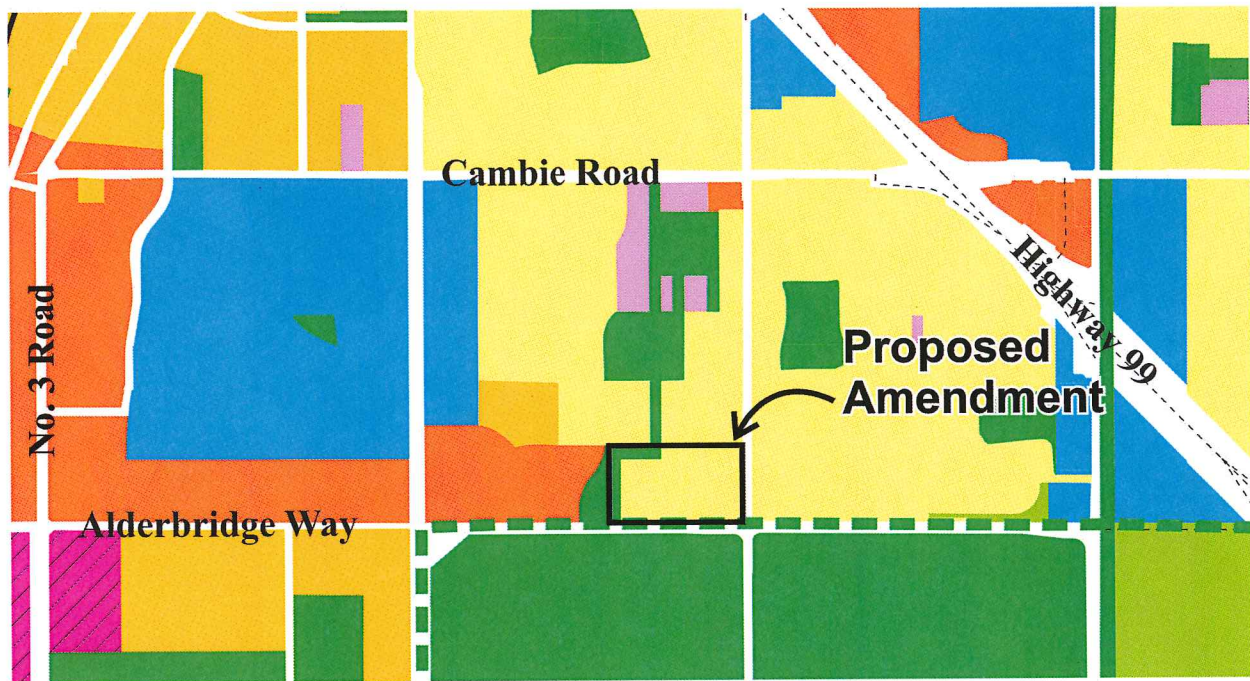 Cambie Road
No. 3 Road
Highway 99
Proposed
Amendment
Alderbridge Way